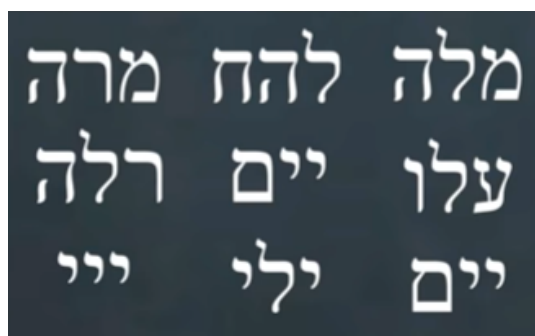 מלה להח מרה
עלו יים רלה
יים ילי ייי